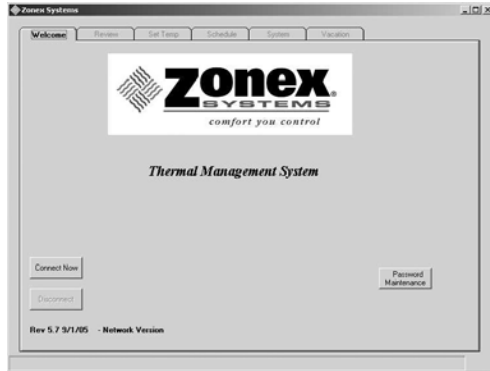 Zonex Systems
Welcome Review Set Temp Schedule System Vacation
zonex
SYSTEMS
comfort you control
Thermal Management System
Connect Now
Disconnect
Password
Maintenance
Rev 5.7 9/1/05 - Network Version